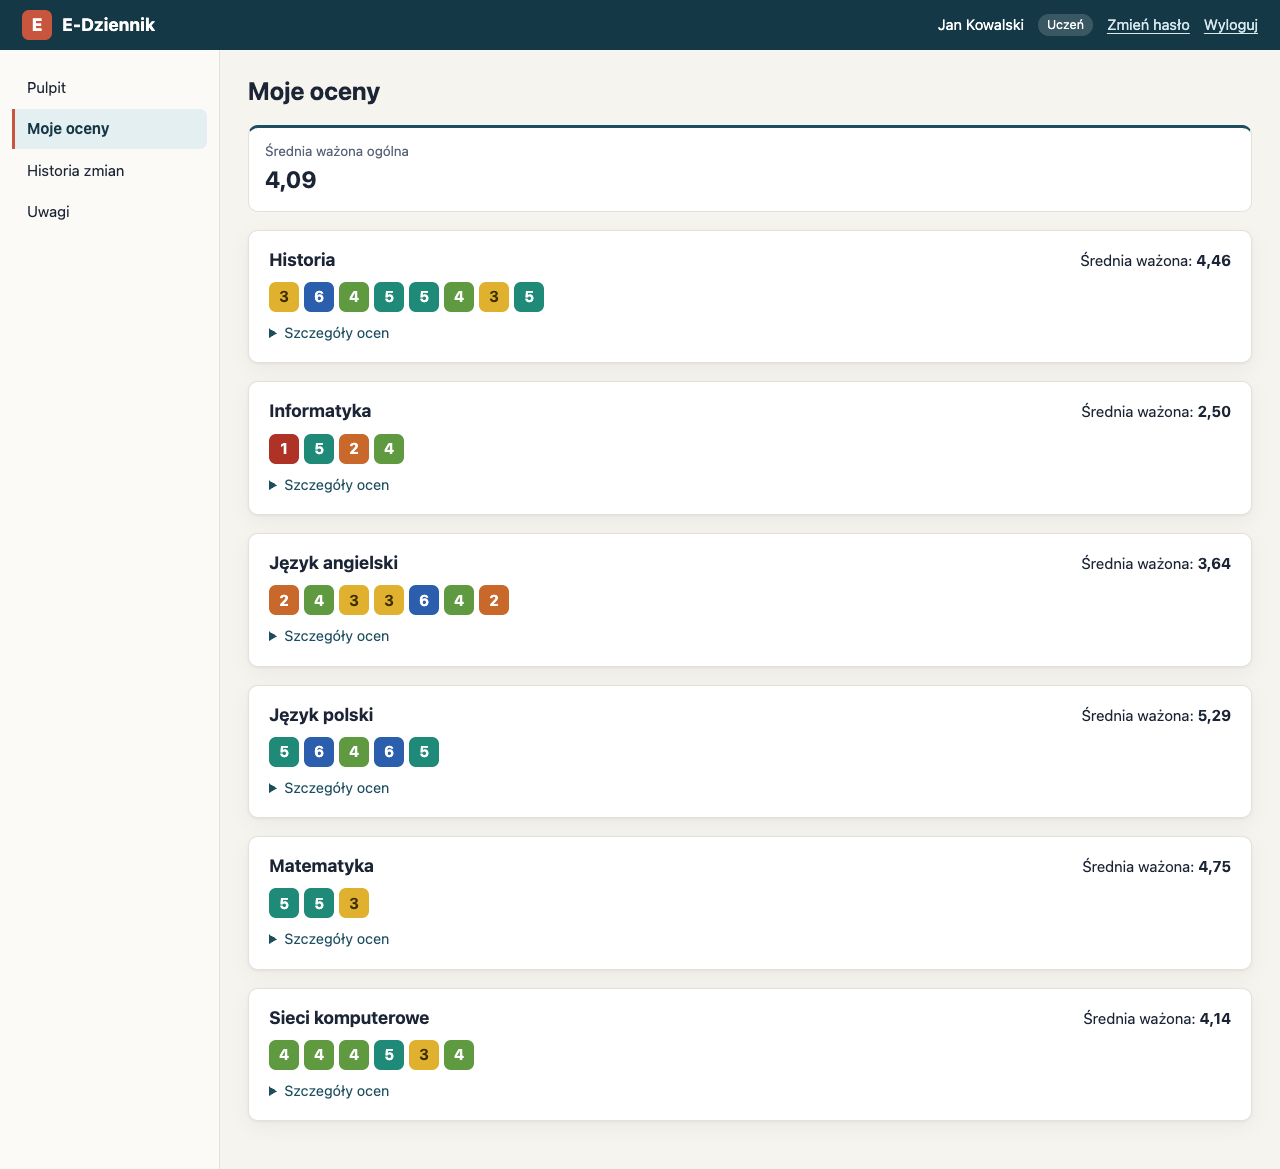 E E-Dziennik
Jan Kowalski Uczeń Zmień hasło Wyloguj
Pulpit
Moje oceny
Historia zmian
Uwagi
Moje oceny
Średnia ważona ogólna
4,09
Historia Średnia ważona: 4,46
3 6 4 5 5 4 3 5
Szczegóły ocen
Informatyka Średnia ważona: 2,50
1 5 2 4
Szczegóły ocen
Język angielski Średnia ważona: 3,64
2 4 3 3 6 4 2
Szczegóły ocen
Język polski Średnia ważona: 5,29
5 6 4 6 5
Szczegóły ocen
Matematyka Średnia ważona: 4,75
5 5 3
Szczegóły ocen
Sieci komputerowe Średnia ważona: 4,14
4 4 4 5 3 4
Szczegóły ocen